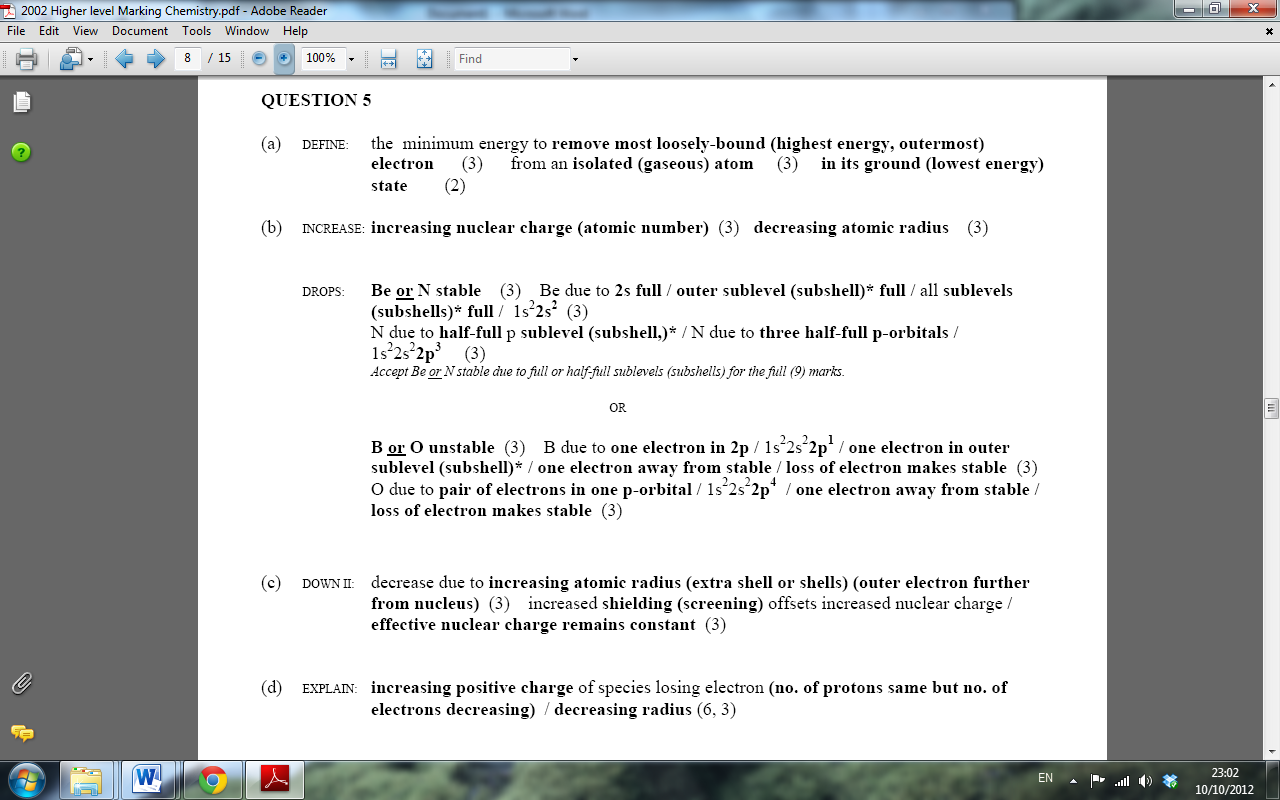 2002 Higher level Marking Chemistry.pdf - Adobe Reader
File Edit View Document Tools Window Help
8 / 15 100% Find
QUESTION 5
(a) DEFINE: the minimum energy to remove most loosely-bound (highest energy, outermost)
electron (3) from an isolated (gaseous) atom (3) in its ground (lowest energy)
state (2)
(b) INCREASE: increasing nuclear charge (atomic number) (3) decreasing atomic radius (3)
DROPS: Be or N stable (3) Be due to 2s full / outer sublevel (subshell)* full / all sublevels
(subshells)* full / 1s²2s² (3)
N due to half-full p sublevel (subshell,)* / N due to three half-full p-orbitals /
1s²2s²2p³ (3)
Accept Be or N stable due to full or half-full sublevels (subshells) for the full (9) marks.
OR
B or O unstable (3) B due to one electron in 2p / 1s²2s²2p¹ / one electron in outer
sublevel (subshell)* / one electron away from stable / loss of electron makes stable (3)
O due to pair of electrons in one p-orbital / 1s²2s²2p⁴ / one electron away from stable /
loss of electron makes stable (3)
(c) DOWN II: decrease due to increasing atomic radius (extra shell or shells) (outer electron further
from nucleus) (3) increased shielding (screening) offsets increased nuclear charge /
effective nuclear charge remains constant (3)
(d) EXPLAIN: increasing positive charge of species losing electron (no. of protons same but no. of
electrons decreasing) / decreasing radius (6, 3)
EN 23:02
10/10/2012